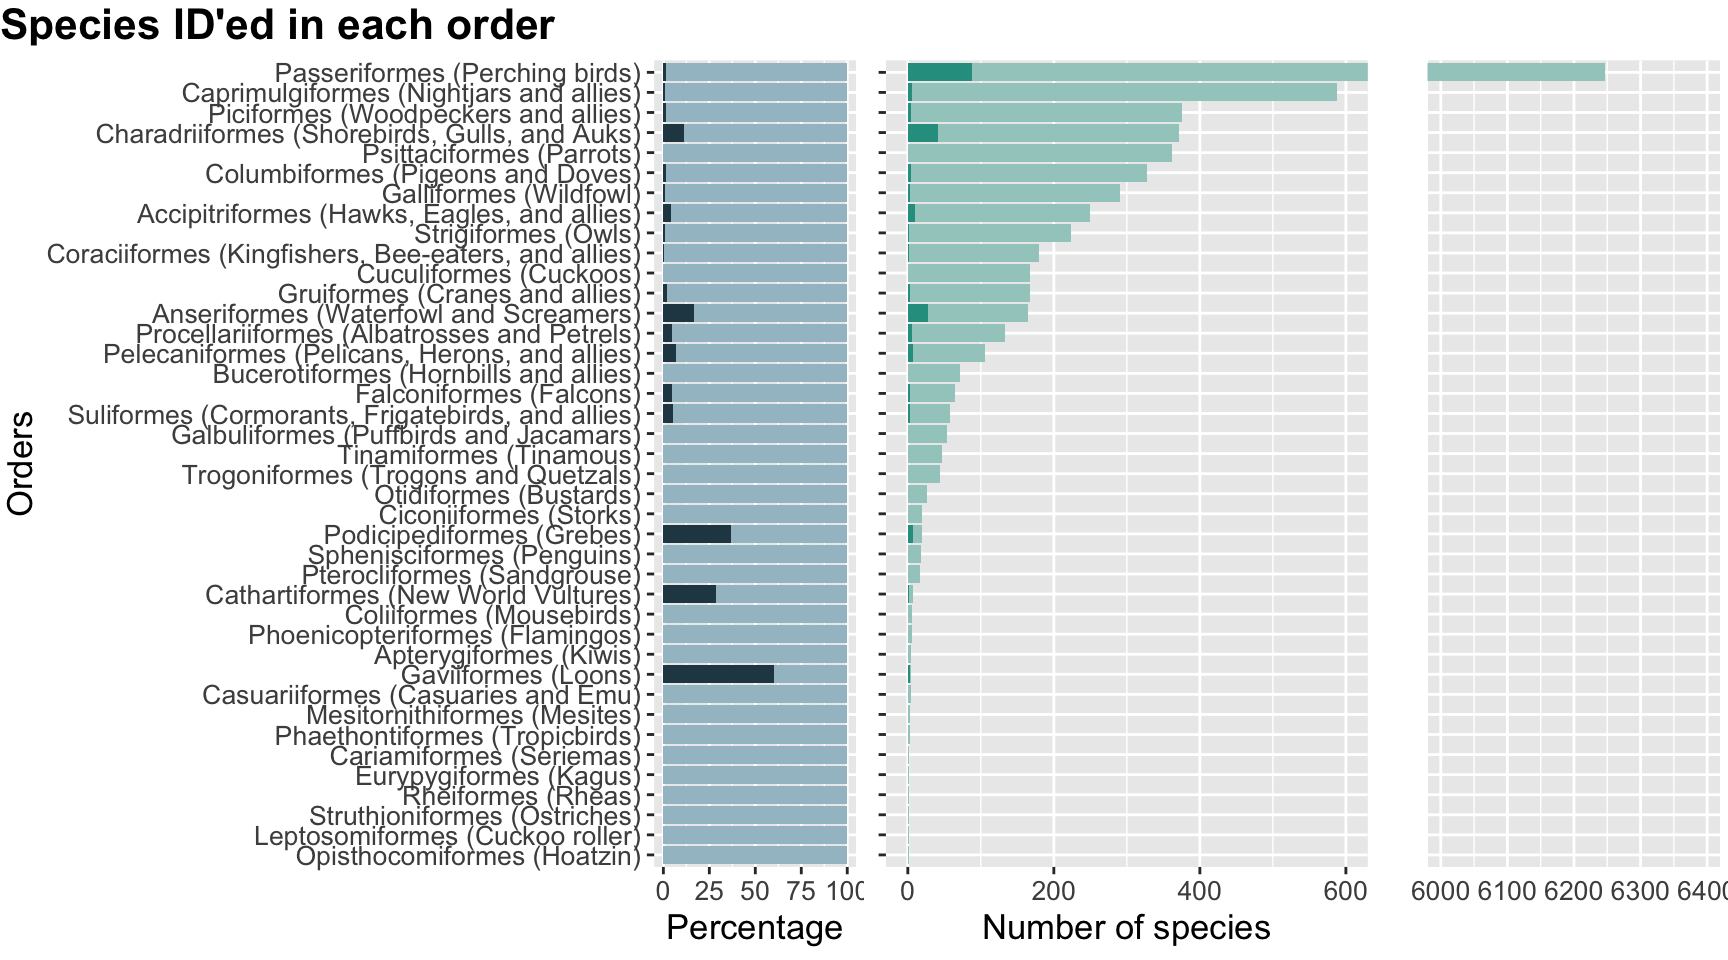 Species ID'ed in each order
Orders
Passeriformes (Perching birds)
Caprimulgiformes (Nightjars and allies)
Piciformes (Woodpeckers and allies)
Charadriiformes (Shorebirds, Gulls, and Auks)
Psittaciformes (Parrots)
Columbiformes (Pigeons and Doves)
Galliformes (Wildfowl)
Accipitriformes (Hawks, Eagles, and allies)
Strigiformes (Owls)
Coraciiformes (Kingfishers, Bee-eaters, and allies)
Cuculiformes (Cuckoos)
Gruiformes (Cranes and allies)
Anseriformes (Waterfowl and Screamers)
Procellariiformes (Albatrosses and Petrels)
Pelecaniformes (Pelicans, Herons, and allies)
Bucerotiformes (Hornbills and allies)
Falconiformes (Falcons)
Suliformes (Cormorants, Frigatebirds, and allies)
Galbuliformes (Puffbirds and Jacamars)
Tinamiformes (Tinamous)
Trogoniformes (Trogons and Quetzals)
Otidiformes (Bustards)
Ciconiiformes (Storks)
Podicipediformes (Grebes)
Sphenisciformes (Penguins)
Pterocliformes (Sandgrouse)
Cathartiformes (New World Vultures)
Coliiformes (Mousebirds)
Phoenicopteriformes (Flamingos)
Apterygiformes (Kiwis)
Gaviiformes (Loons)
Casuariiformes (Casuaries and Emu)
Mesitornithiformes (Mesites)
Phaethontiformes (Tropicbirds)
Cariamiformes (Seriemas)
Eurypygiformes (Kagus)
Rheiformes (Rheas)
Struthioniformes (Ostriches)
Leptosomiformes (Cuckoo roller)
Opisthocomiformes (Hoatzin)
0 25 50 75 100
0 200 400 600
6000 6100 6200 6300 6400
Percentage
Number of species